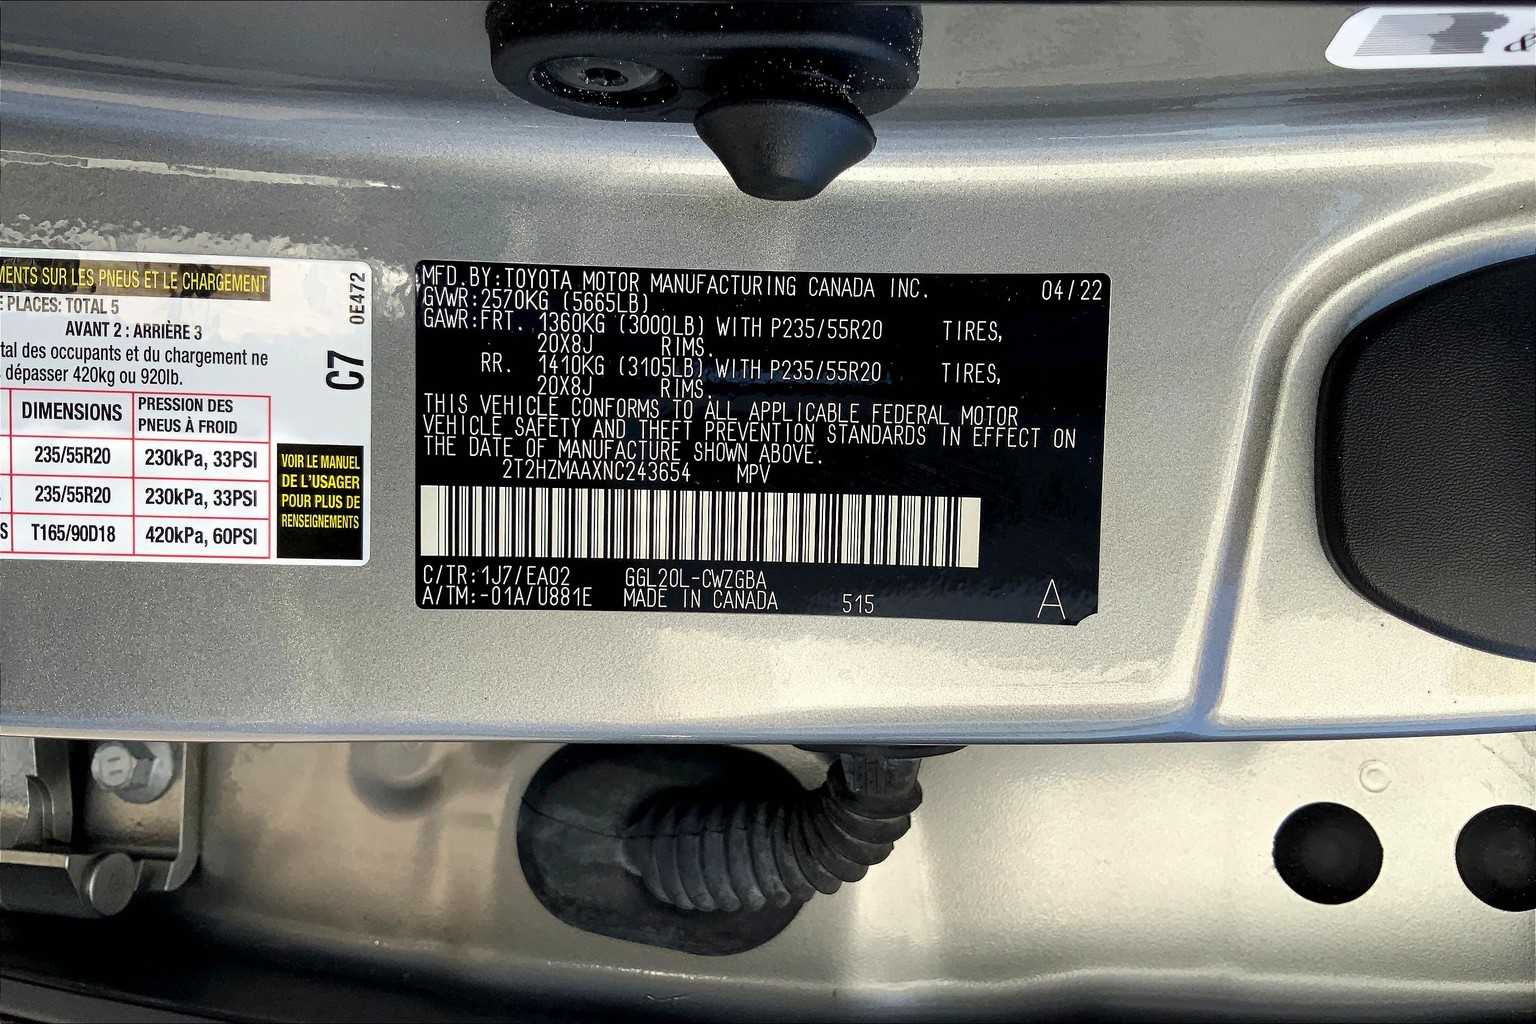 MENTS SUR LES PNEUS ET LE CHARGEMENT
E PLACES: TOTAL 5
AVANT 2 : ARRIÈRE 3
tal des occupants et du chargement ne
dépasser 420kg ou 920lb.
DIMENSIONS PRESSION DES PNEUS À FROID
235/55R20 230kPa, 33PSI
235/55R20 230kPa, 33PSI
S T165/90D18 420kPa, 60PSI
0E472
C7
VOIR LE MANUEL
DE L'USAGER
POUR PLUS DE
RENSEIGNEMENTS
MFD. BY:TOYOTA MOTOR MANUFACTURING CANADA INC. 04/22
GVWR:2570KG (5665LB)
GAWR:FRT. 1360KG (3000LB) WITH P235/55R20 TIRES,
20X8J RIMS.
RR. 1410KG (3105LB) WITH P235/55R20 TIRES,
20X8J RIMS.
THIS VEHICLE CONFORMS TO ALL APPLICABLE FEDERAL MOTOR
VEHICLE SAFETY AND THEFT PREVENTION STANDARDS IN EFFECT ON
THE DATE OF MANUFACTURE SHOWN ABOVE.
2T2HZMAAXNC243654 MPV
C/TR:1J7/EA02 GGL20L-CWZGBA
A/TM:-01A/U881E MADE IN CANADA 515 A